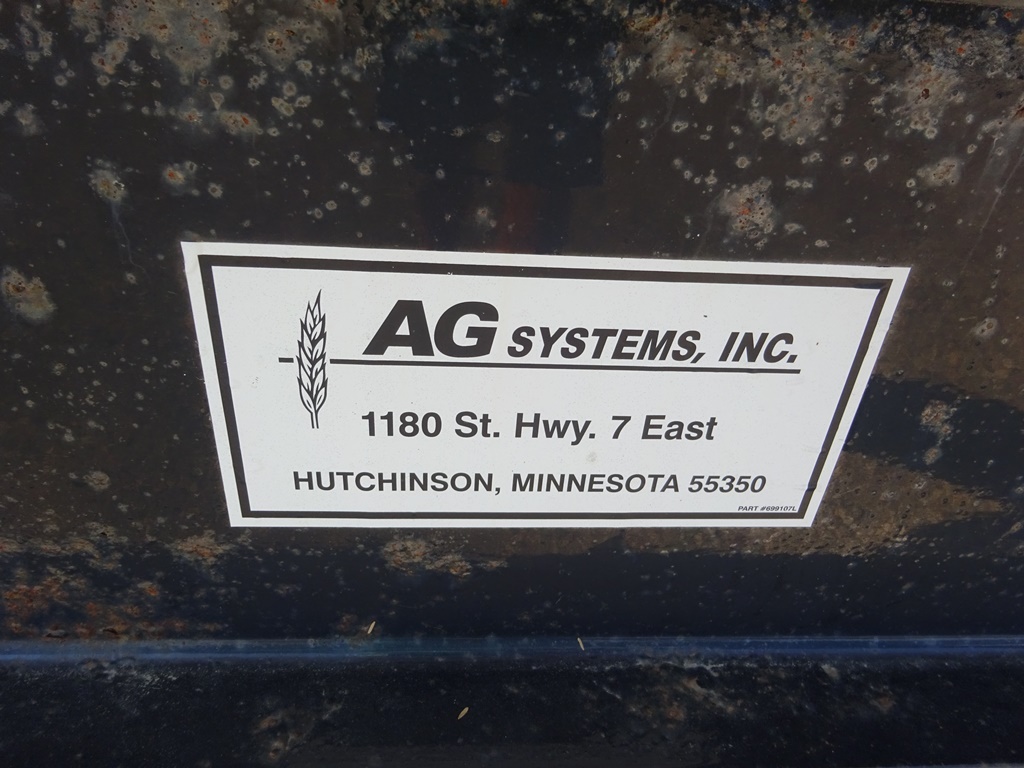 AG SYSTEMS, INC.
1180 St. Hwy. 7 East
HUTCHINSON, MINNESOTA 55350
PART #699107L